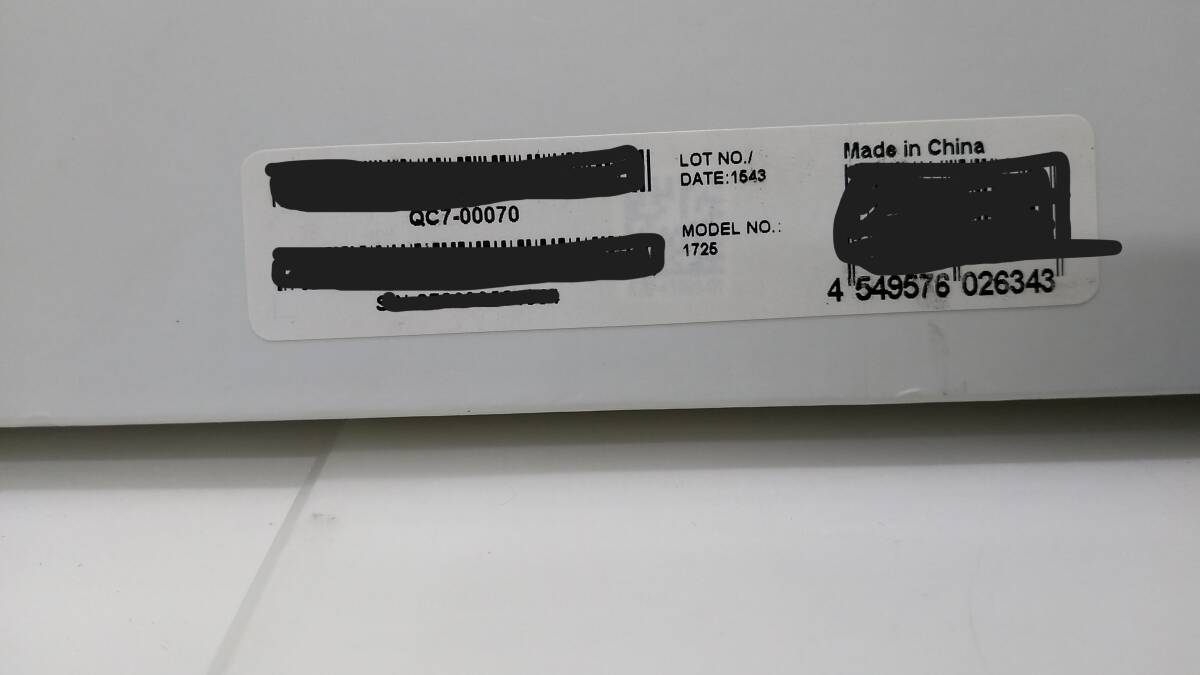 QC7-00070
LOT NO./
DATE:1543
MODEL NO.:
1725
Made in China
4 549576 026343